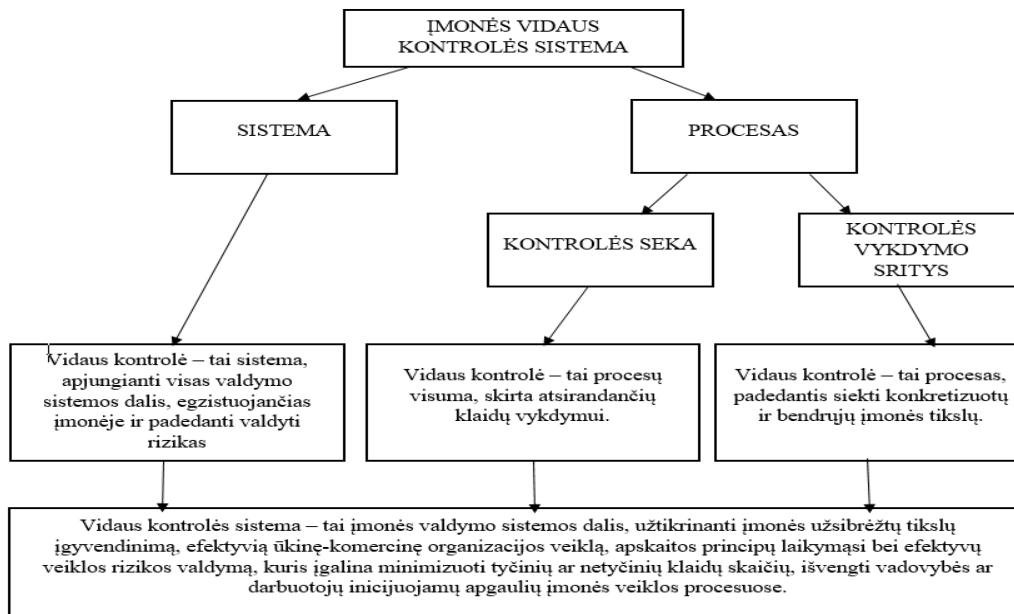 ĮMONĖS VIDAUS
KONTROLĖS SISTEMA
SISTEMA
PROCESAS
KONTROLĖS SEKA
KONTROLĖS
VYKDYMO
SRITYS
Vidaus kontrolė – tai sistema,
apjungianti visas valdymo
sistemos dalis, egzistuojančias
įmonėje ir padedanti valdyti
rizikas
Vidaus kontrolė – tai procesų
visuma, skirta atsirandančių
klaidų vykdymui.
Vidaus kontrolė – tai procesas,
padedantis siekti konkretizuotų
ir bendrųjų įmonės tikslų.
Vidaus kontrolės sistema – tai įmonės valdymo sistemos dalis, užtikrinanti įmonės užsibrėžtų tikslų
įgyvendinimą, efektyvią ūkinę-komercinę organizacijos veiklą, apskaitos principų laikymąsi bei efektyvų
veiklos rizikos valdymą, kuris įgalina minimizuoti tyčinių ar netyčinių klaidų skaičių, išvengti vadovybės ar
darbuotojų inicijuojamų apgaulių įmonės veiklos procesuose.